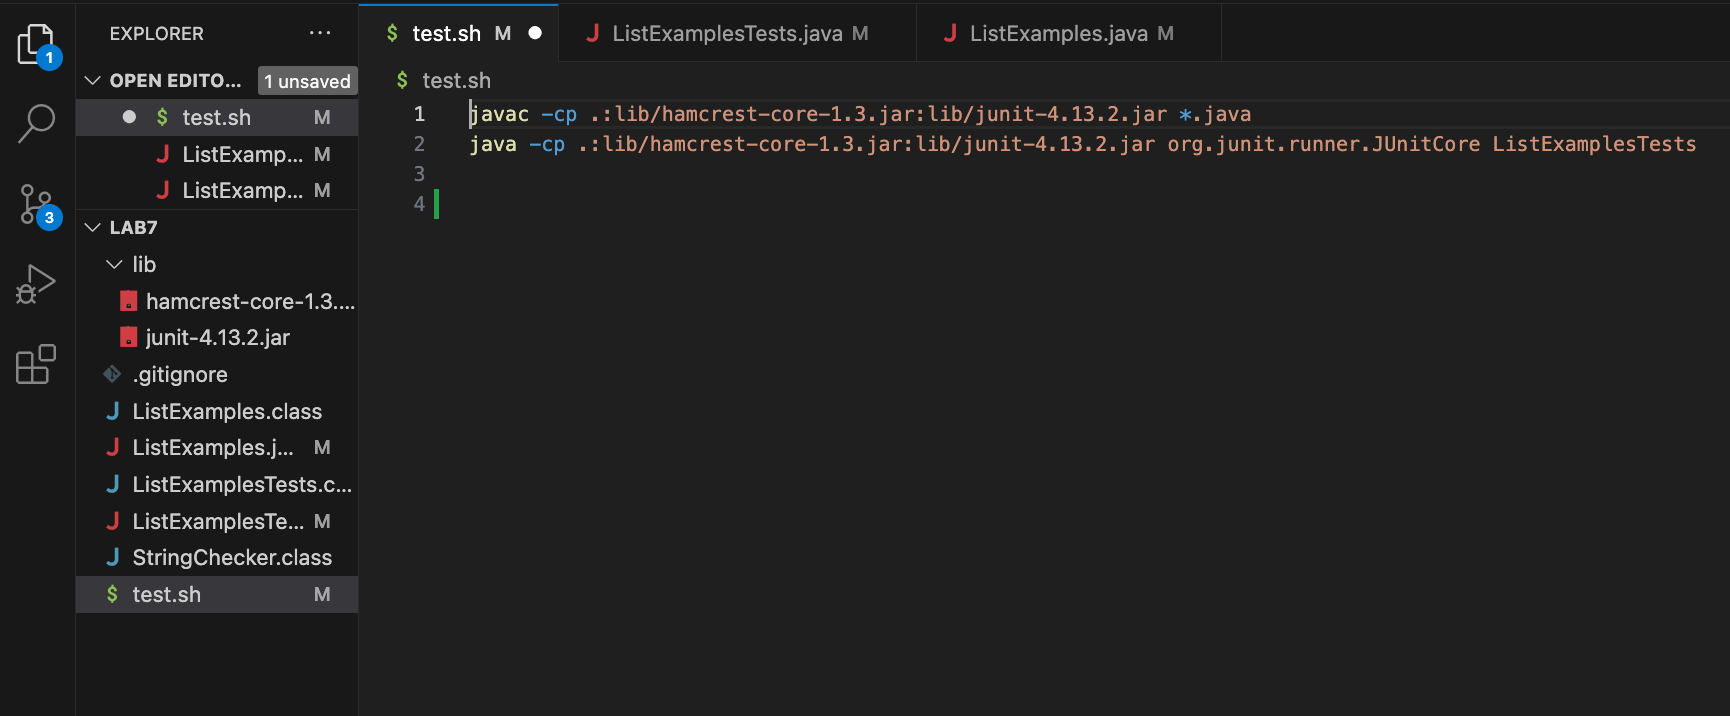 EXPLORER ···
OPEN EDITO... 1 unsaved
$ test.sh M
J ListExamp... M
J ListExamp... M
LAB7
lib
hamcrest-core-1.3....
junit-4.13.2.jar
.gitignore
J ListExamples.class
J ListExamples.j... M
J ListExamplesTests.c...
J ListExamplesTe... M
J StringChecker.class
$ test.sh M
1
3
$ test.sh M
J ListExamplesTests.java M
J ListExamples.java M
$ test.sh
1 javac -cp .:lib/hamcrest-core-1.3.jar:lib/junit-4.13.2.jar *.java
2 java -cp .:lib/hamcrest-core-1.3.jar:lib/junit-4.13.2.jar org.junit.runner.JUnitCore ListExamplesTests
3
4